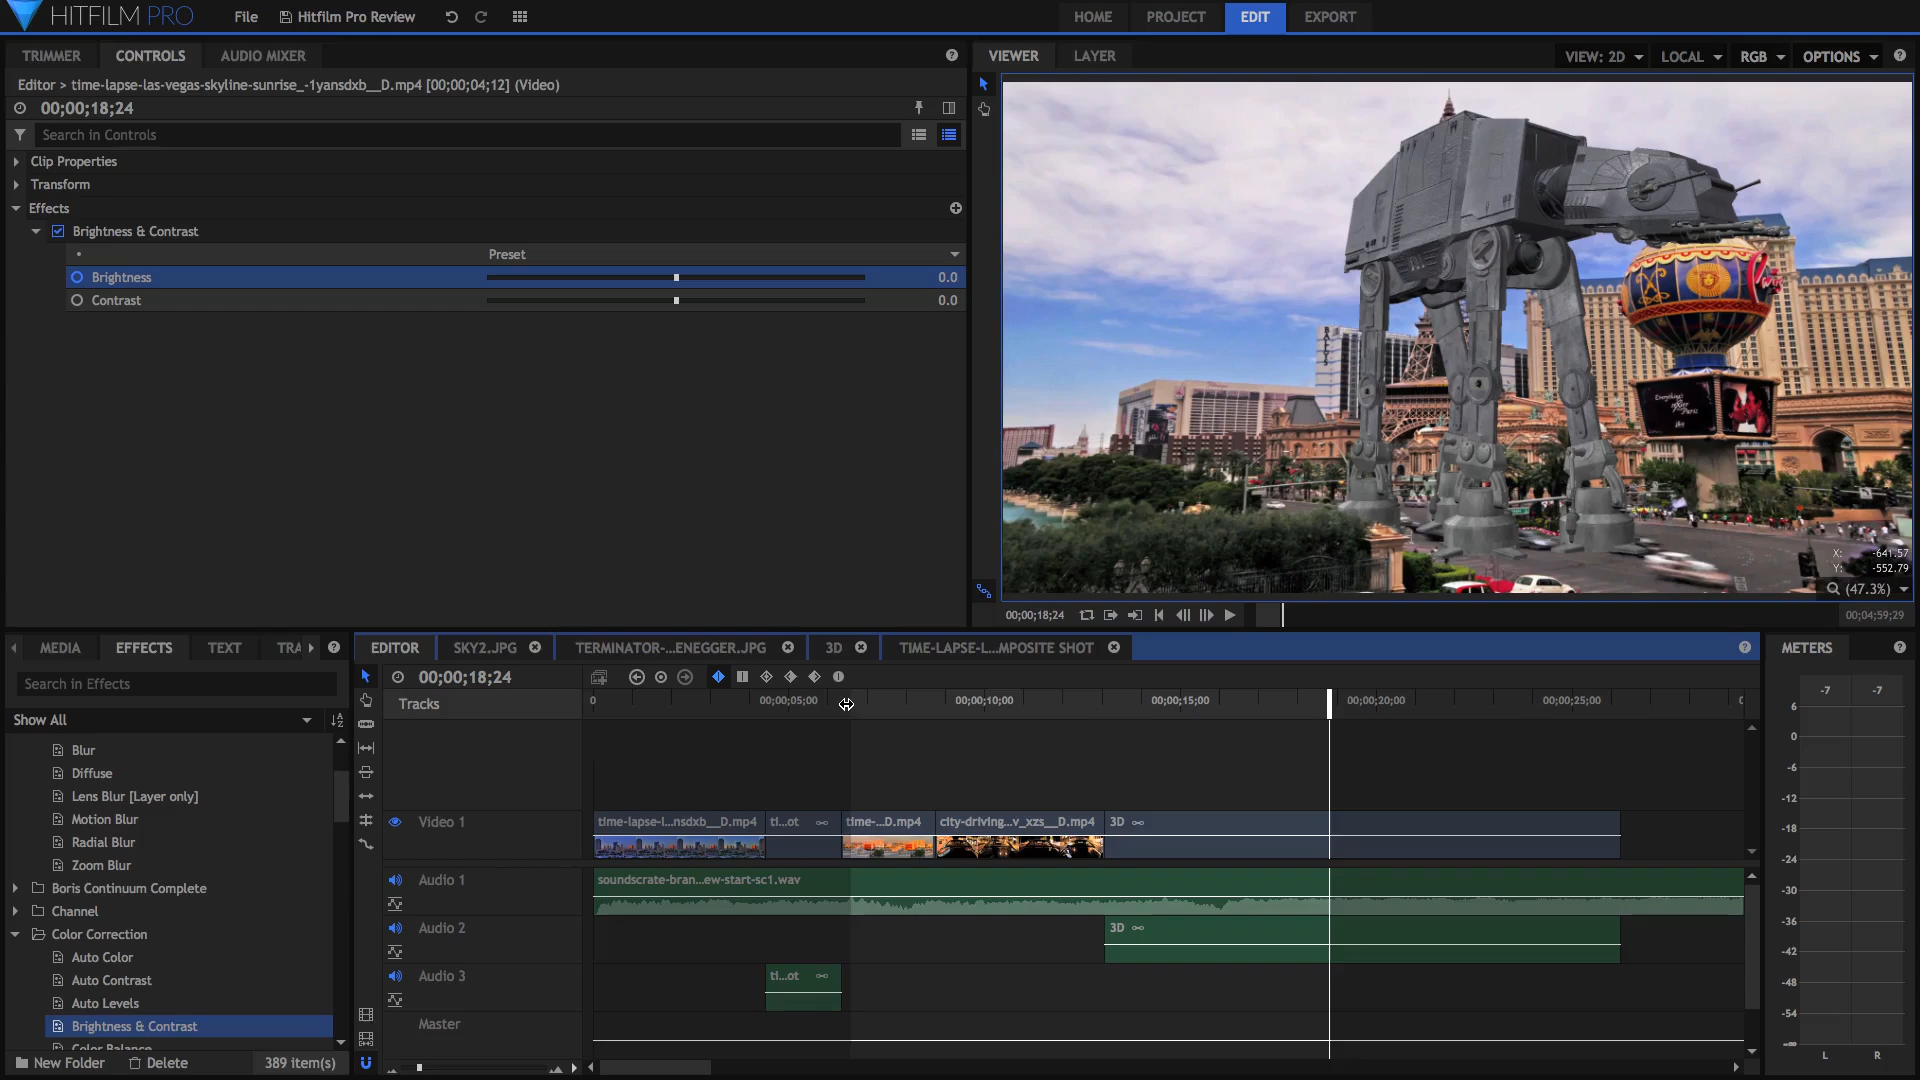 HITFILM PRO
File
Hitfilm Pro Review
HOME
PROJECT
EDIT
EXPORT
TRIMMER
CONTROLS
AUDIO MIXER
Editor > time-lapse-las-vegas-skyline-sunrise_-1yansdxb__D.mp4 [00;00;04;12] (Video)
00;00;18;24
Search in Controls
Clip Properties
Transform
Effects
Brightness & Contrast
Preset
Brightness 0.0
Contrast 0.0
VIEWER
LAYER
VIEW: 2D
LOCAL
RGB
OPTIONS
BALLYS
Paris
Everything's
sexier
Paris
X: -641.57
Y: -552.79
(47.3%)
00;00;18;24
00;04;59;29
MEDIA
EFFECTS
TEXT
TRA
Search in Effects
Show All
Blur
Diffuse
Lens Blur [Layer only]
Motion Blur
Radial Blur
Zoom Blur
Boris Continuum Complete
Channel
Color Correction
Auto Color
Auto Contrast
Auto Levels
Brightness & Contrast
Color Balance
New Folder
Delete
389 item(s)
EDITOR
SKY2.JPG
TERMINATOR-...ENEGGER.JPG
3D
TIME-LAPSE-L...MPOSITE SHOT
00;00;18;24
Tracks
0
00;00;05;00
00;00;10;00
00;00;15;00
00;00;20;00
00;00;25;00
Video 1
time-lapse-l...nsdxb__D.mp4
ti...ot
time-...D.mp4
city-driving...v_xzs__D.mp4
3D
Audio 1
soundscrate-bran...ew-start-sc1.wav
Audio 2
3D
Audio 3
ti...ot
Master
METERS
-7 -7
6
0
-6
-12
-18
-24
-30
-36
-42
-48
-54
-∞
L R